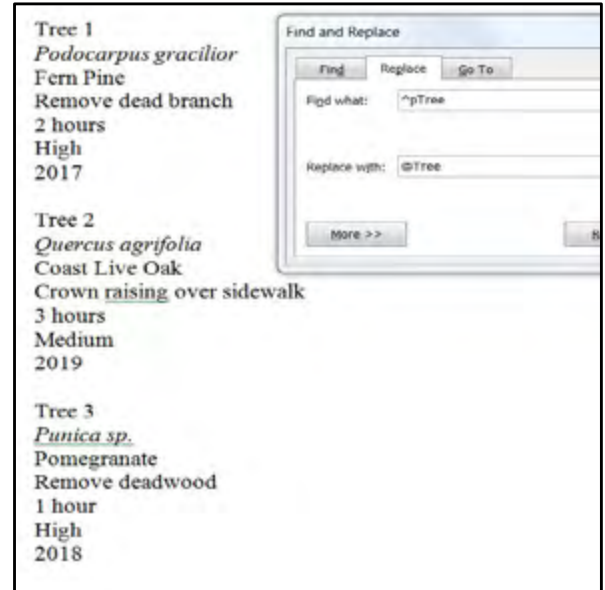 Tree 1
Podocarpus gracilior
Fern Pine
Remove dead branch
2 hours
High
2017
Tree 2
Quercus agrifolia
Coast Live Oak
Crown raising over sidewalk
3 hours
Medium
2019
Tree 3
Punica sp.
Pomegranate
Remove deadwood
1 hour
High
2018
Find and Replace
Find Replace Go To
Find what: ^pTree
Replace with: @Tree
More >>